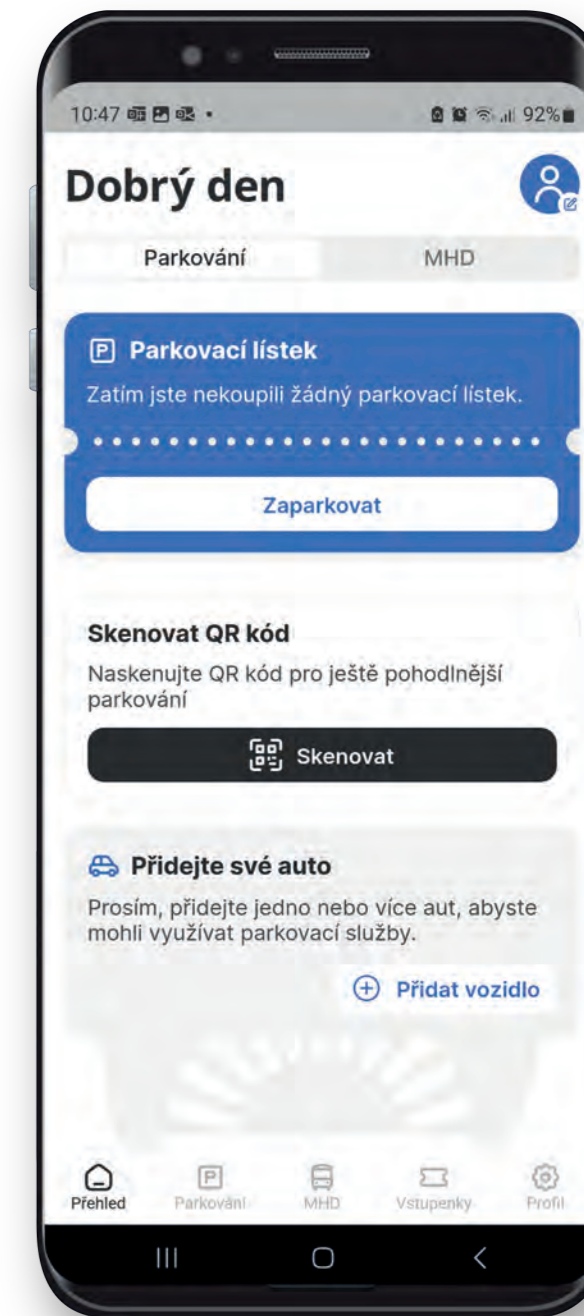 10:47
92%
Dobrý den
Parkování MHD
P Parkovací lístek
Zatím jste nekoupili žádný parkovací lístek.
Zaparkovat
Skenovat QR kód
Naskenujte QR kód pro ještě pohodlnější
parkování
Skenovat
Přidejte své auto
Prosím, přidejte jedno nebo více aut, abyste
mohli využívat parkovací služby.
Přidat vozidlo
P
Přehled Parkování MHD Vstupenky Profil